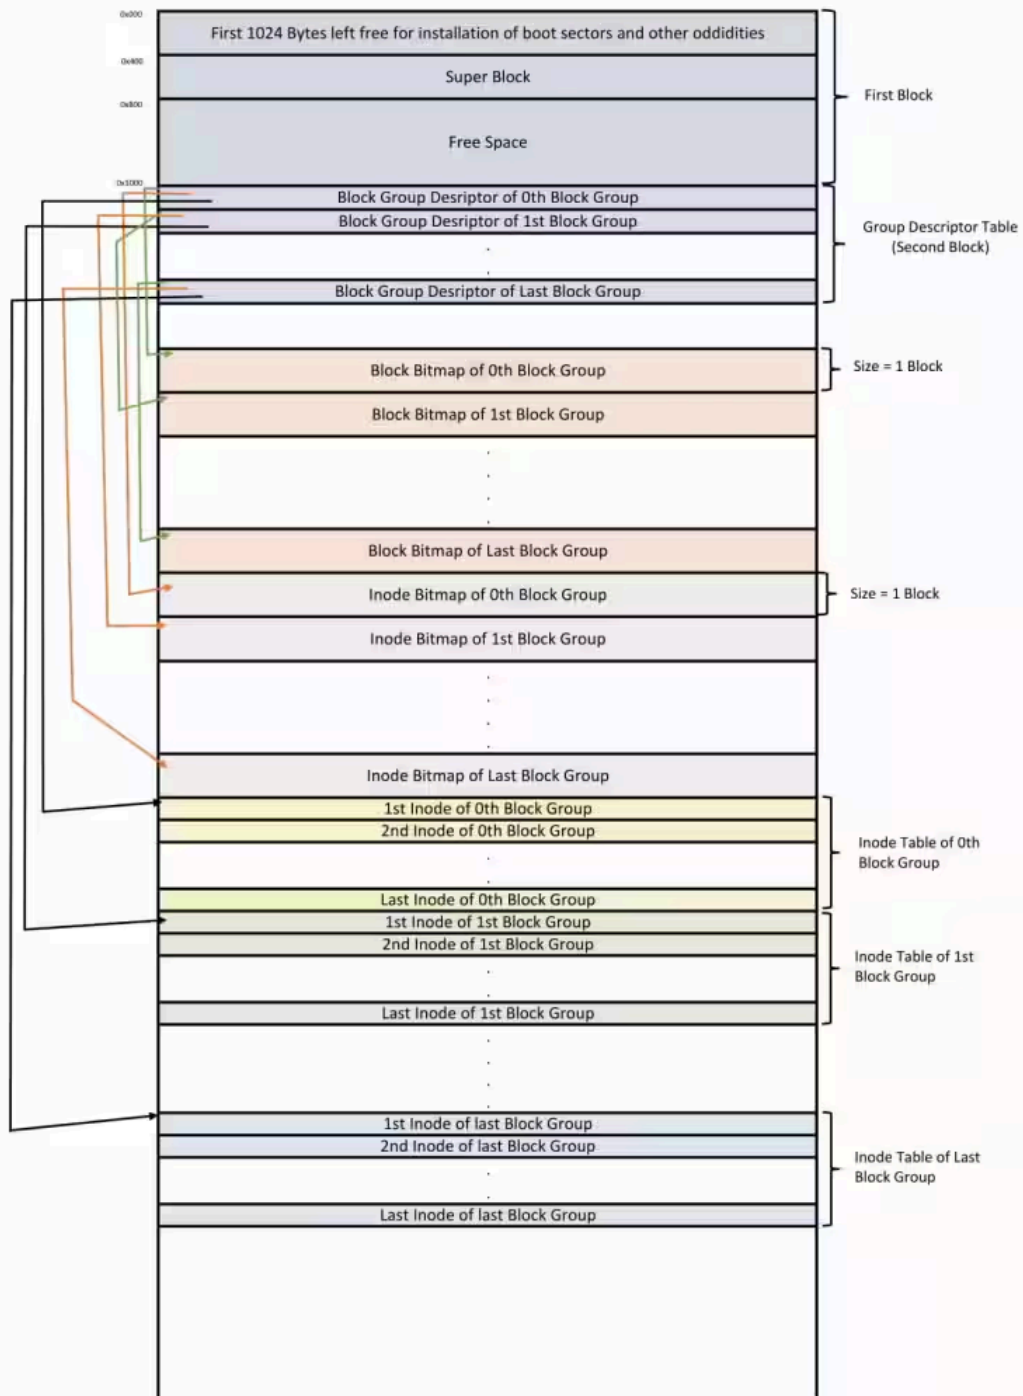 0x000
First 1024 Bytes left free for installation of boot sectors and other oddidities
0x400
Super Block
First Block
0x800
Free Space
0x1000
Block Group Desriptor of 0th Block Group
Block Group Desriptor of 1st Block Group
Group Descriptor Table
(Second Block)
.
.
Block Group Desriptor of Last Block Group
Block Bitmap of 0th Block Group
Size = 1 Block
Block Bitmap of 1st Block Group
.
.
.
.
Block Bitmap of Last Block Group
Inode Bitmap of 0th Block Group
Size = 1 Block
Inode Bitmap of 1st Block Group
.
.
.
.
Inode Bitmap of Last Block Group
1st Inode of 0th Block Group
2nd Inode of 0th Block Group
Inode Table of 0th
Block Group
.
.
Last Inode of 0th Block Group
1st Inode of 1st Block Group
2nd Inode of 1st Block Group
Inode Table of 1st
Block Group
.
.
Last Inode of 1st Block Group
.
.
.
.
1st Inode of last Block Group
2nd Inode of last Block Group
Inode Table of Last
Block Group
.
.
Last Inode of last Block Group